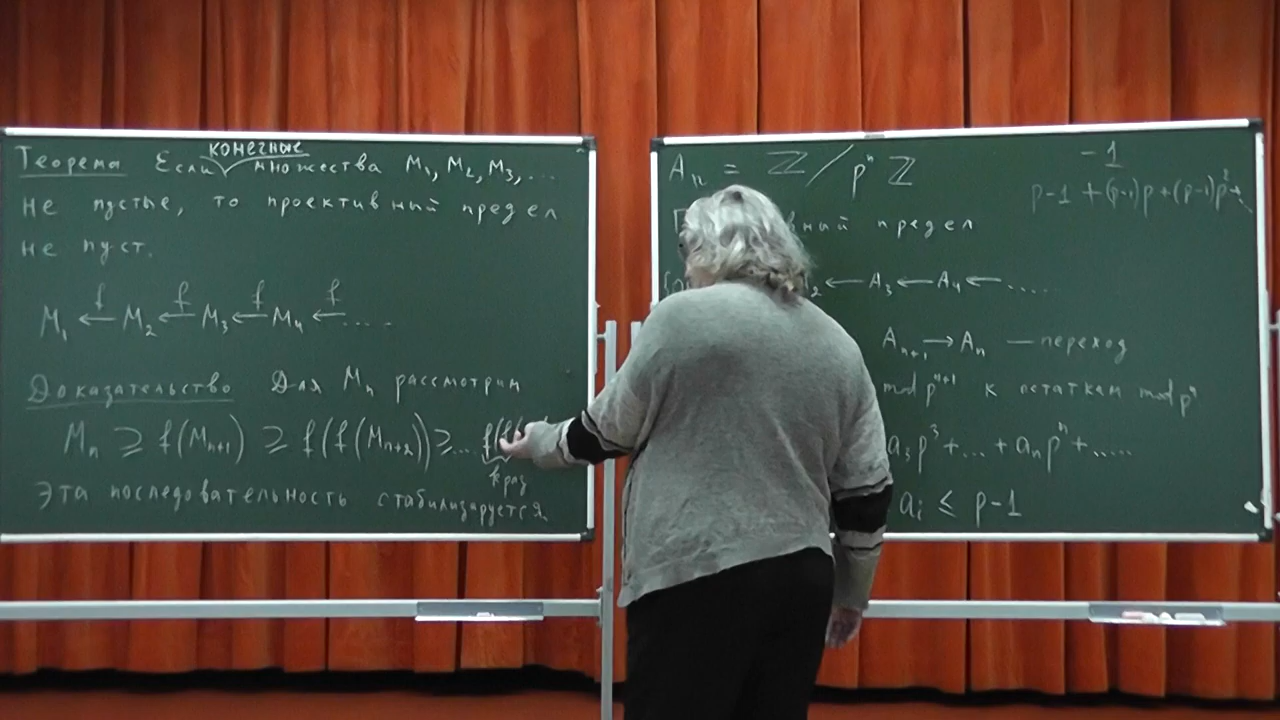 Теорема Если конечные множества M₁, M₂, M₃, ...
не пустые, то проективный предел
не пуст.
M₁ ←f M₂ ←f M₃ ←f M₄ ←f ....
Доказательство Для Mₙ рассмотрим
Mₙ ⩾ f(Mₙ₊₁) ⩾ f(f(Mₙ₊₂)) ⩾ ... f(f(
k раз
Эта последовательность стабилизируется.
Aₙ = ℤ/pⁿℤ
-1
p-1 + (p-1)p + (p-1)p² + ..
ный предел
₂ ← A₃ ← A₄ ← ....
Aₙ₊₁ → Aₙ — переход
mod pⁿ⁺¹ к остаткам mod pⁿ
a₃p³ + ... + aₙpⁿ + .....
aᵢ ≤ p-1